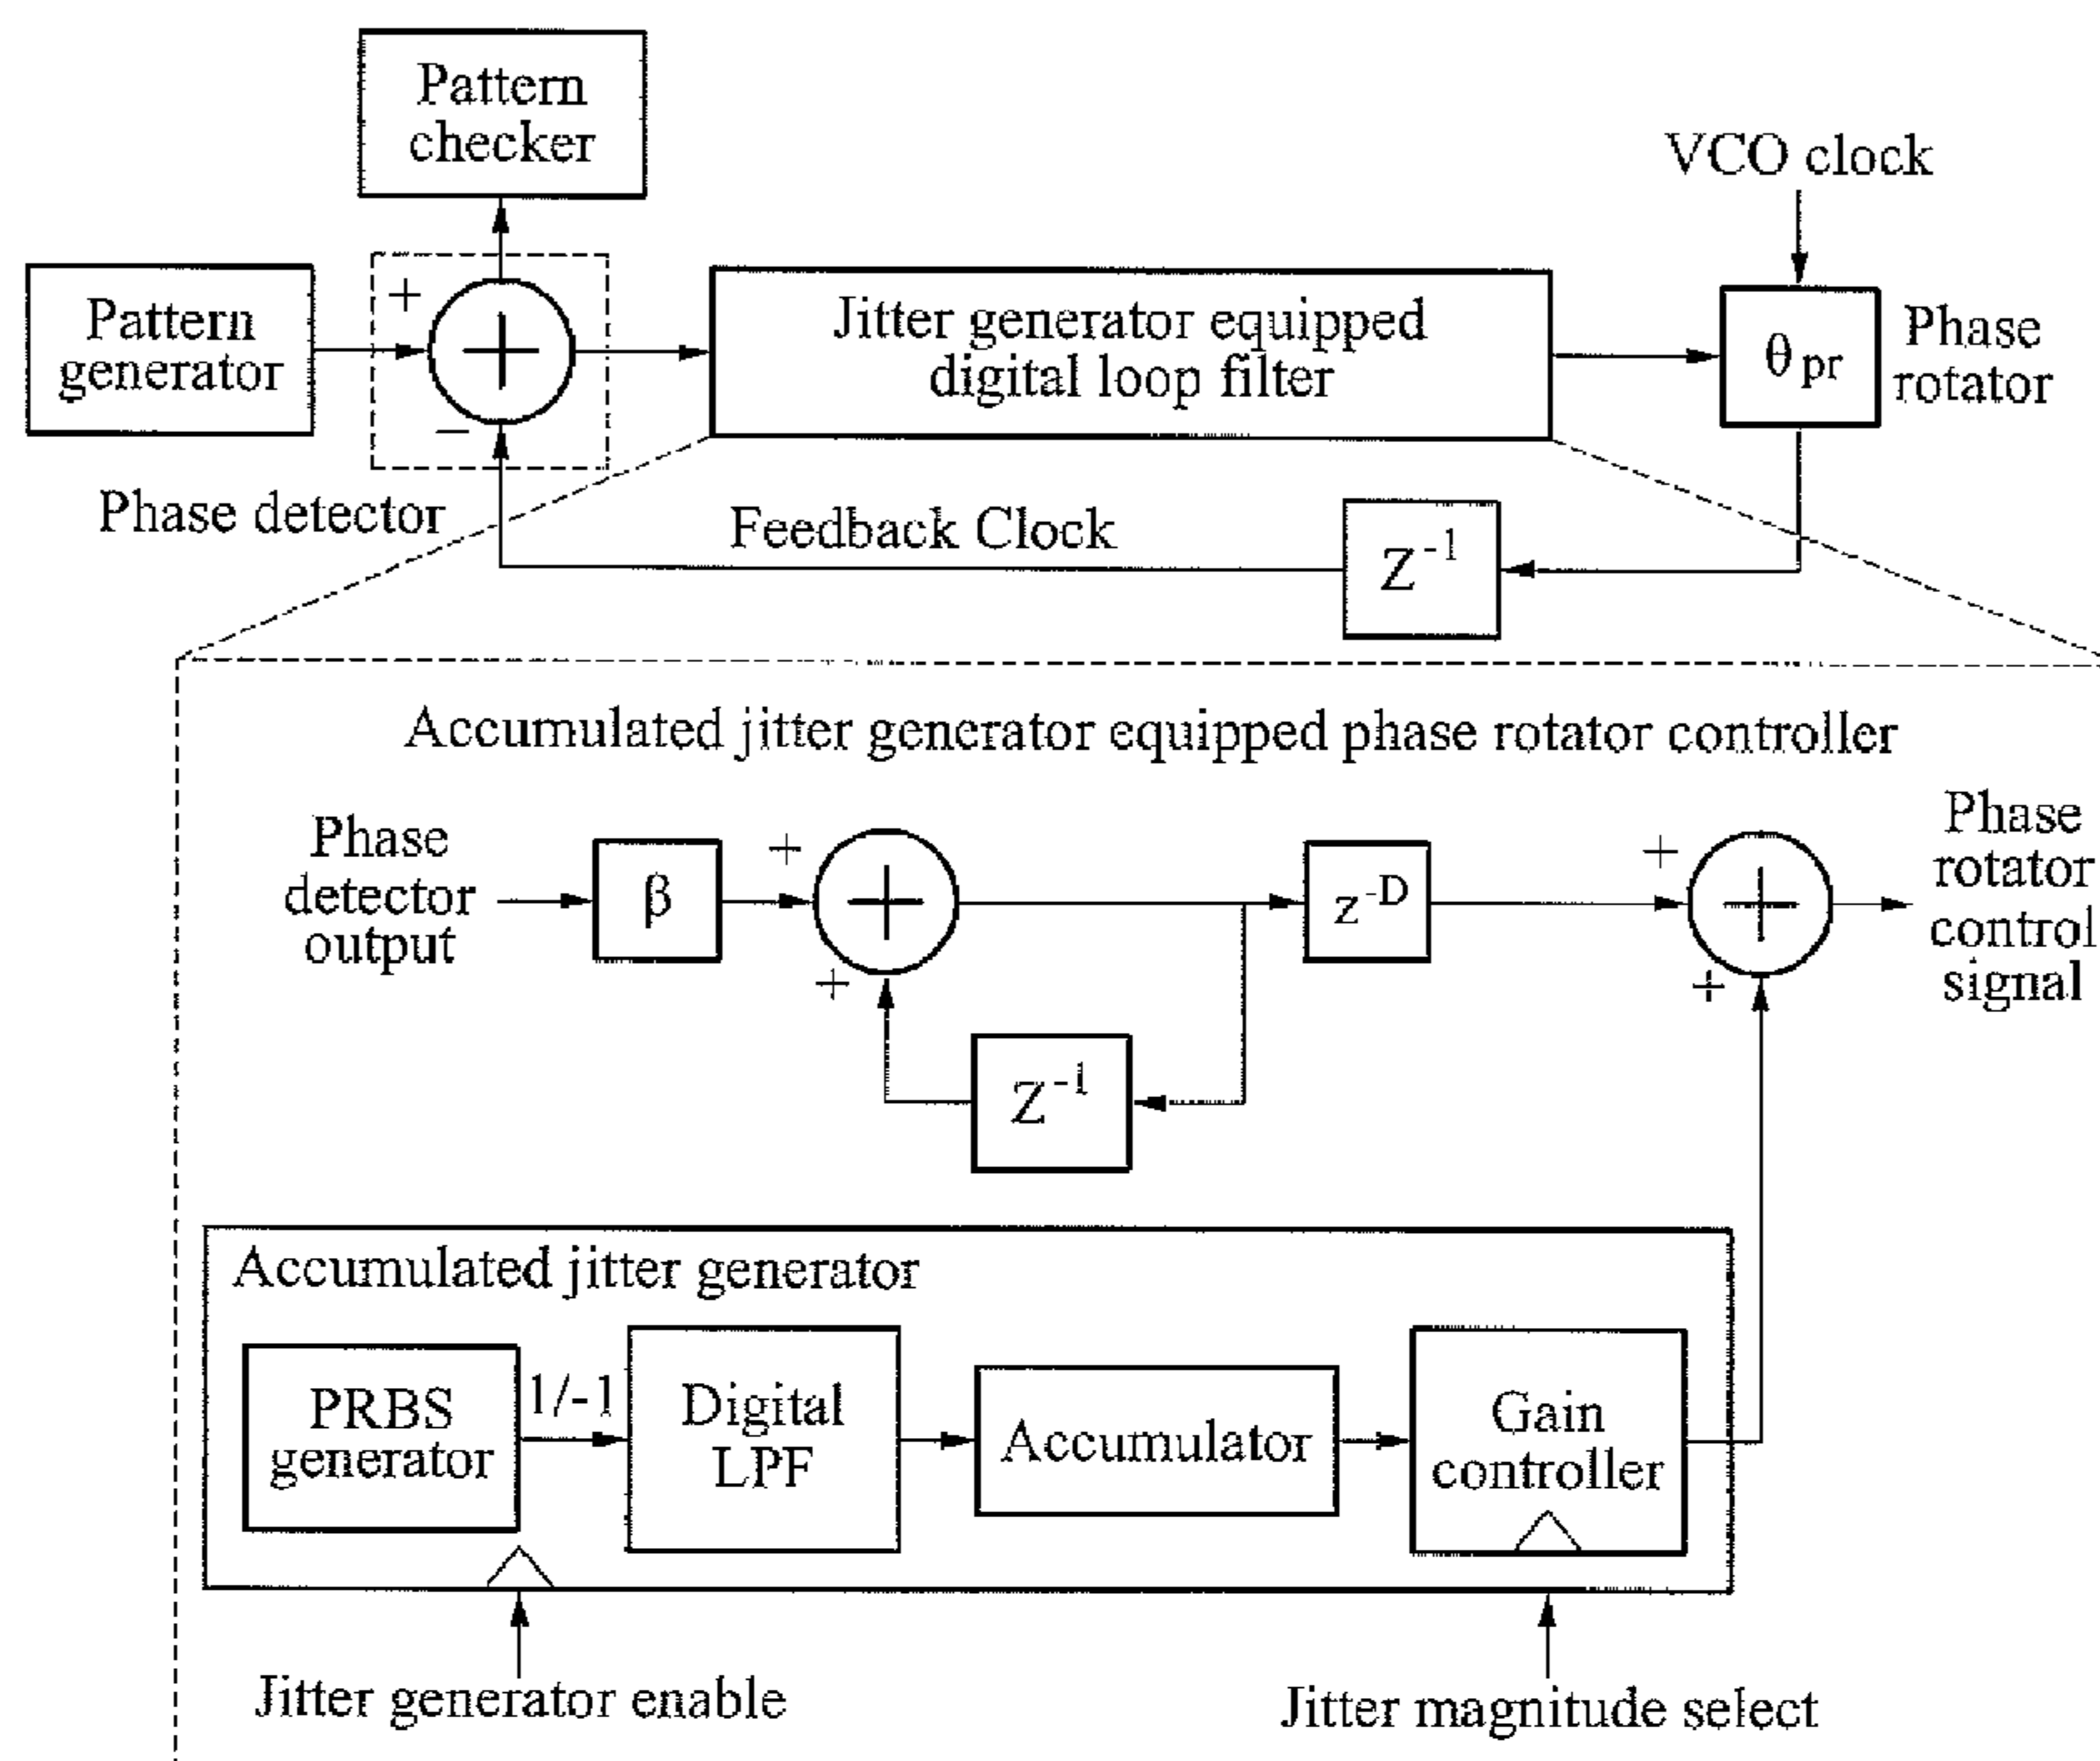 Pattern
checker
VCO clock
Pattern
generator
+
+
−
Jitter generator equipped
digital loop filter
θ pr
Phase
rotator
Phase detector
Feedback Clock
Z⁻¹
Accumulated jitter generator equipped phase rotator controller
Phase
detector
output
β
+
+
+
Z⁻¹
z⁻ᴰ
+
+
+
Phase
rotator
control
signal
Accumulated jitter generator
PRBS
generator
1/-1
Digital
LPF
Accumulator
Gain
controller
Jitter generator enable
Jitter magnitude select